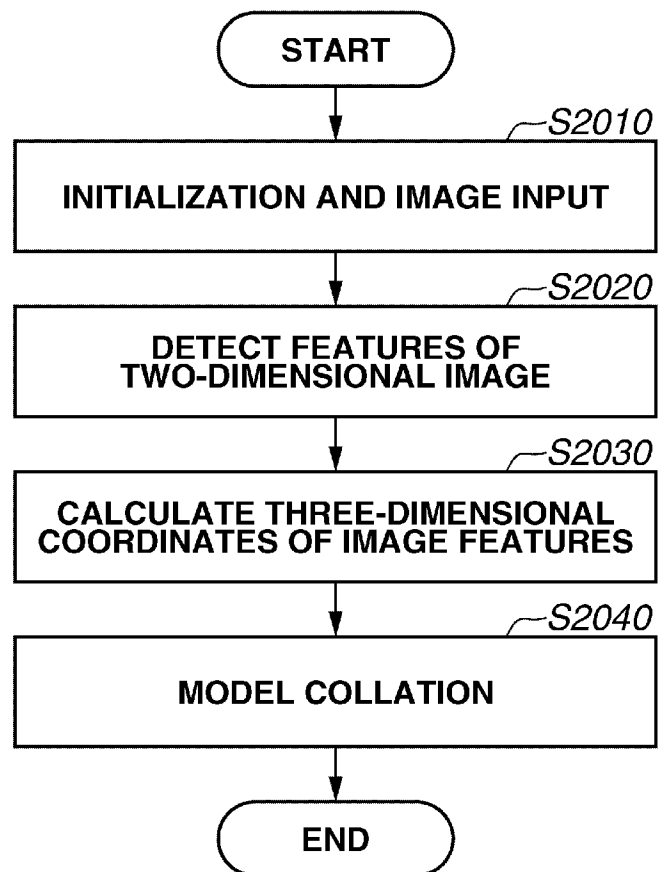 START
S2010
INITIALIZATION AND IMAGE INPUT
S2020
DETECT FEATURES OF
TWO-DIMENSIONAL IMAGE
S2030
CALCULATE THREE-DIMENSIONAL
COORDINATES OF IMAGE FEATURES
S2040
MODEL COLLATION
END